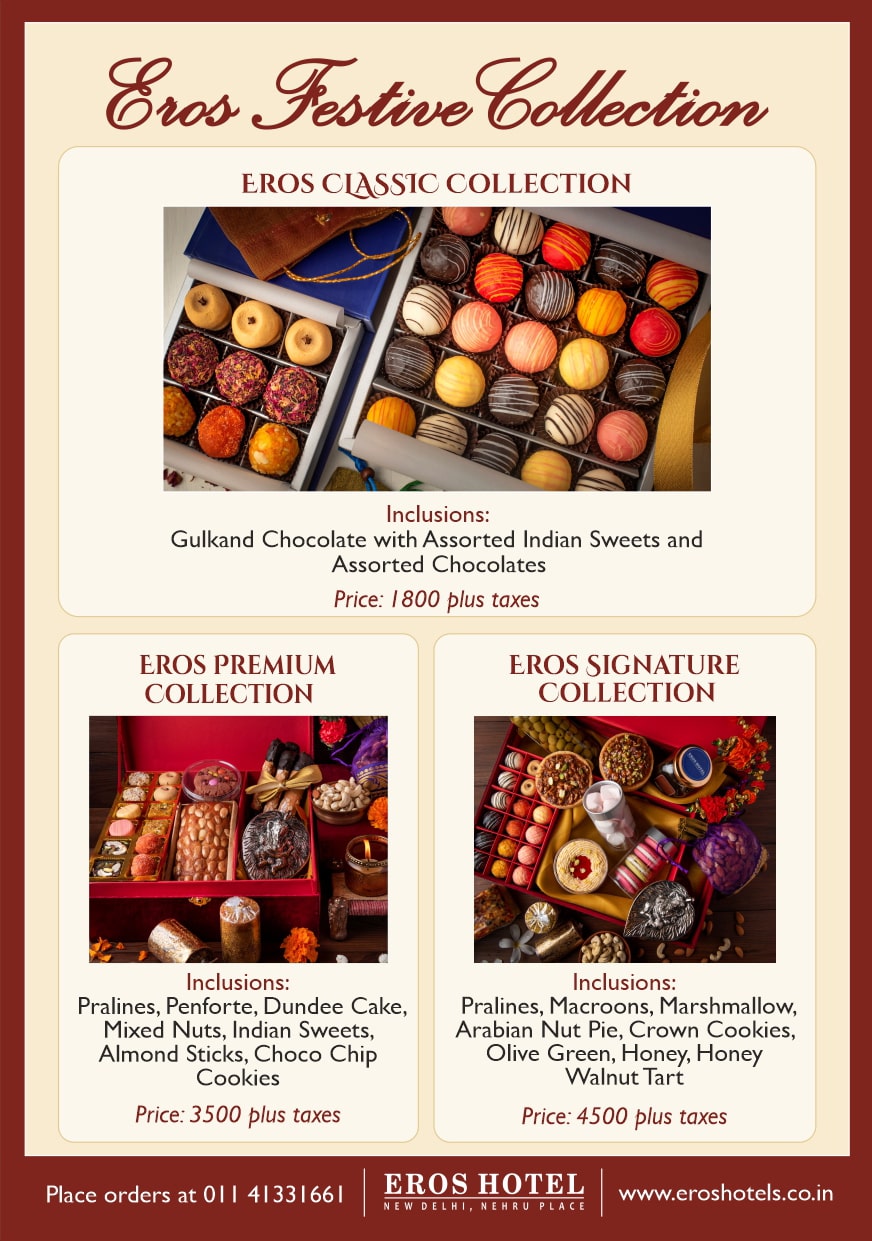 Eros Festive Collection
EROS CLASSIC COLLECTION
Inclusions:
Gulkand Chocolate with Assorted Indian Sweets and
Assorted Chocolates
Price: 1800 plus taxes
EROS PREMIUM
COLLECTION
Inclusions:
Pralines, Penforte, Dundee Cake,
Mixed Nuts, Indian Sweets,
Almond Sticks, Choco Chip
Cookies
Price: 3500 plus taxes
EROS SIGNATURE
COLLECTION
Inclusions:
Pralines, Macroons, Marshmallow,
Arabian Nut Pie, Crown Cookies,
Olive Green, Honey, Honey
Walnut Tart
Price: 4500 plus taxes
Place orders at 011 41331661
EROS HOTEL
NEW DELHI, NEHRU PLACE
www.eroshotels.co.in